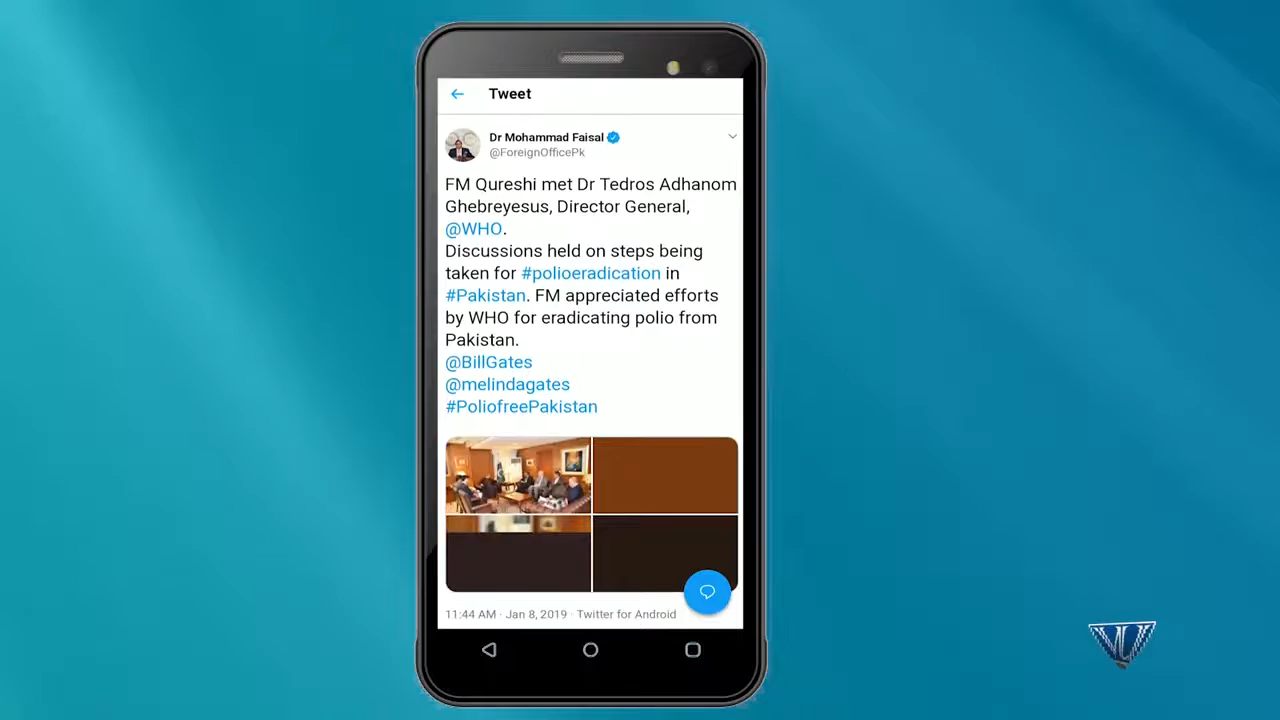 Tweet
Dr Mohammad Faisal
@ForeignOfficePk
FM Qureshi met Dr Tedros Adhanom
Ghebreyesus, Director General,
@WHO.
Discussions held on steps being
taken for #polioeradication in
#Pakistan. FM appreciated efforts
by WHO for eradicating polio from
Pakistan.
@BillGates
@melindagates
#PoliofreePakistan
11:44 AM · Jan 8, 2019 · Twitter for Android
VU